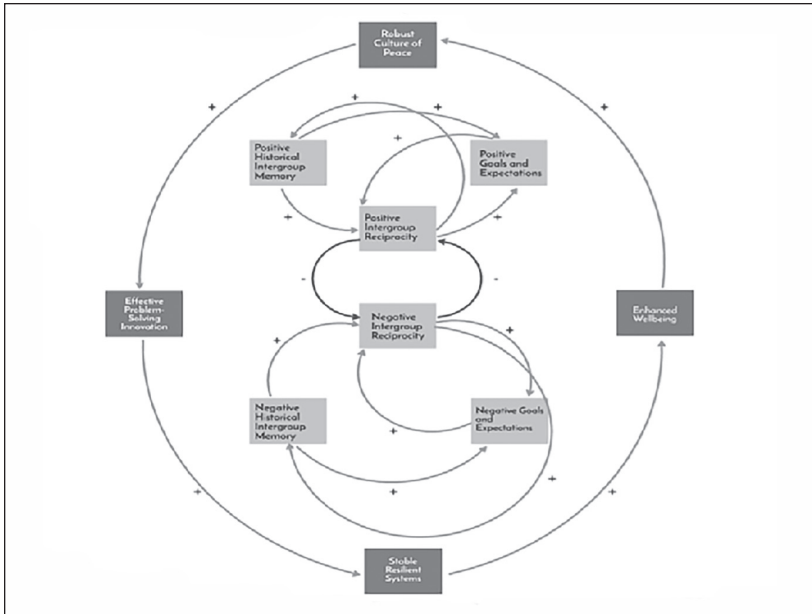 Robust
Culture of
Peace
+
+
+
+
+
Positive
Historical
Intergroup
Memory
Positive
Goals and
Expectations
+
+
Positive
Intergroup
Reciprocity
-
-
Effective
Problem-
Solving
Innovation
Enhanced
Wellbeing
Negative
Intergroup
Reciprocity
+
+
Negative
Historical
Intergroup
Memory
Negative Goals
and
Expectations
+
+
+
+
+
Stable
Resilient
Systems